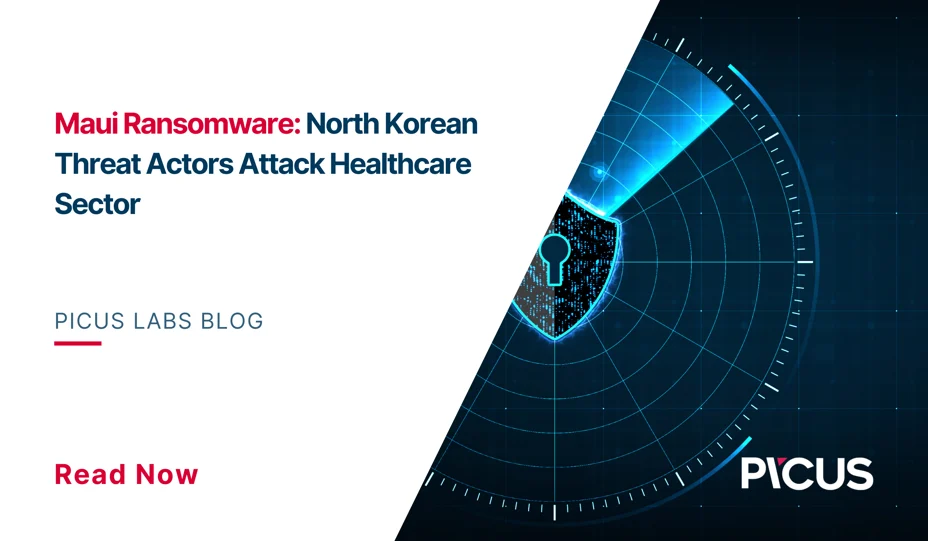 Maui Ransomware: North Korean
Threat Actors Attack Healthcare
Sector
PICUS LABS BLOG
Read Now
PICUS